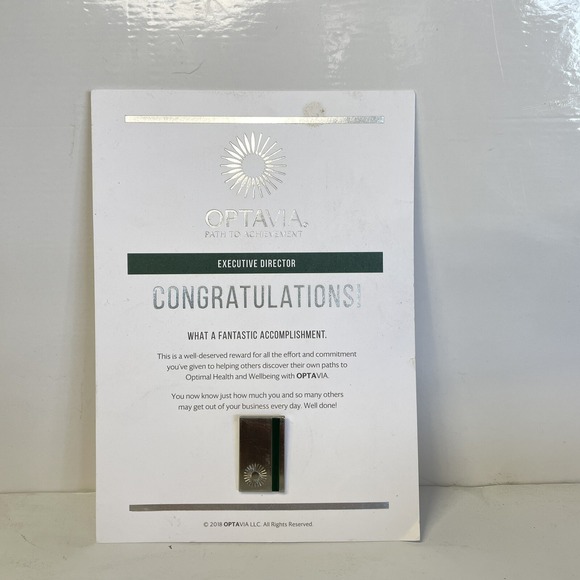 OPTAVIA®
PATH TO ACHIEVEMENT
EXECUTIVE DIRECTOR
CONGRATULATIONS!
WHAT A FANTASTIC ACCOMPLISHMENT.
This is a well-deserved reward for all the effort and commitment
you've given to helping others discover their own paths to
Optimal Health and Wellbeing with OPTAVIA.
You now know just how much you and so many others
may get out of your business every day. Well done!
© 2018 OPTAVIA LLC. All Rights Reserved.